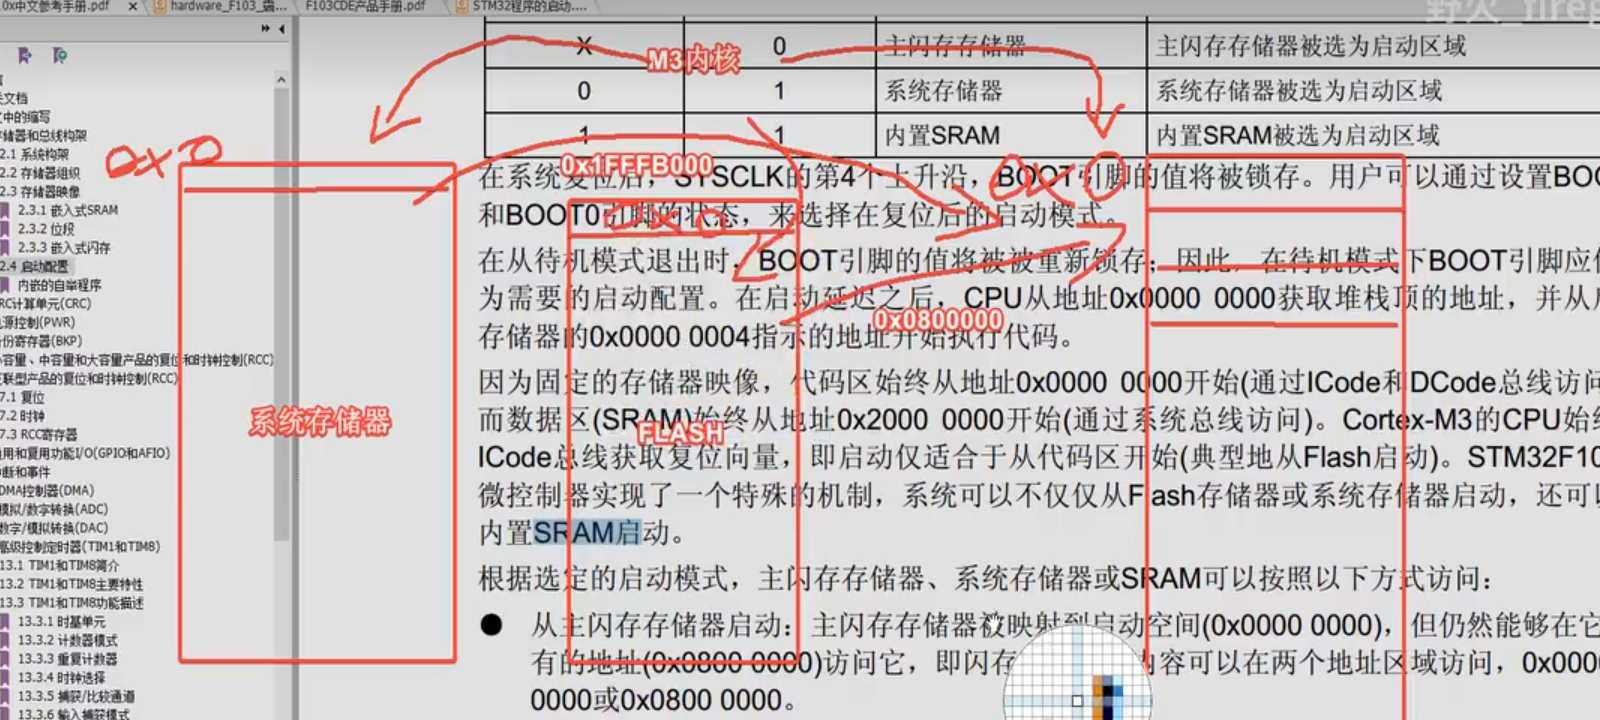 0x中文参考手册.pdf × hardware_F103_霸... F103CDE产品手册.pdf STM32程序的启动....
野火_firege
关文档
文中的缩写
存储器和总线构架
2.1 系统构架
2.2 存储器组织
2.3 存储器映像
2.3.1 嵌入式SRAM
2.3.2 位段
2.3.3 嵌入式闪存
2.4 启动配置
内嵌的自举程序
CRC计算单元(CRC)
电源控制(PWR)
备份寄存器(BKP)
小容量、中容量和大容量产品的复位和时钟控制(RCC)
互联型产品的复位和时钟控制(RCC)
7.1 复位
7.2 时钟
7.3 RCC寄存器
通用和复用功能I/O(GPIO和AFIO)
中断和事件
DMA控制器(DMA)
模拟/数字转换(ADC)
数字/模拟转换(DAC)
高级控制定时器(TIM1和TIM8)
13.1 TIM1和TIM8简介
13.2 TIM1和TIM8主要特性
13.3 TIM1和TIM8功能描述
13.3.1 时基单元
13.3.2 计数器模式
13.3.3 重复计数器
13.3.4 时钟选择
13.3.5 捕获/比较通道
13.3.6 输入捕获模式
X 0 主闪存存储器 主闪存存储器被选为启动区域
M3内核
0 1 系统存储器 系统存储器被选为启动区域
1 1 内置SRAM 内置SRAM被选为启动区域
0x0
0x1FFFB000
0x0
在系统复位后，SYSCLK的第4个上升沿，BOOT引脚的值将被锁存。用户可以通过设置BOO
和BOOT0引脚的状态，来选择在复位后的启动模式。
0x0
在从待机模式退出时，BOOT引脚的值将被被重新锁存；因此，在待机模式下BOOT引脚应保
为需要的启动配置。在启动延迟之后，CPU从地址0x0000 0000获取堆栈顶的地址，并从启
0x0800000
存储器的0x0000 0004指示的地址开始执行代码。
因为固定的存储器映像，代码区始终从地址0x0000 0000开始(通过ICode和DCode总线访问
而数据区(SRAM)始终从地址0x2000 0000开始(通过系统总线访问)。Cortex-M3的CPU始终
系统存储器
FLASH
ICode总线获取复位向量，即启动仅适合于从代码区开始(典型地从Flash启动)。STM32F10
微控制器实现了一个特殊的机制，系统可以不仅仅从Flash存储器或系统存储器启动，还可以
内置SRAM启动。
根据选定的启动模式，主闪存存储器、系统存储器或SRAM可以按照以下方式访问：
● 从主闪存存储器启动：主闪存存储器被映射到启动空间(0x0000 0000)，但仍然能够在它
有的地址(0x0800 0000)访问它，即闪存 内容可以在两个地址区域访问，0x000
0000或0x0800 0000。